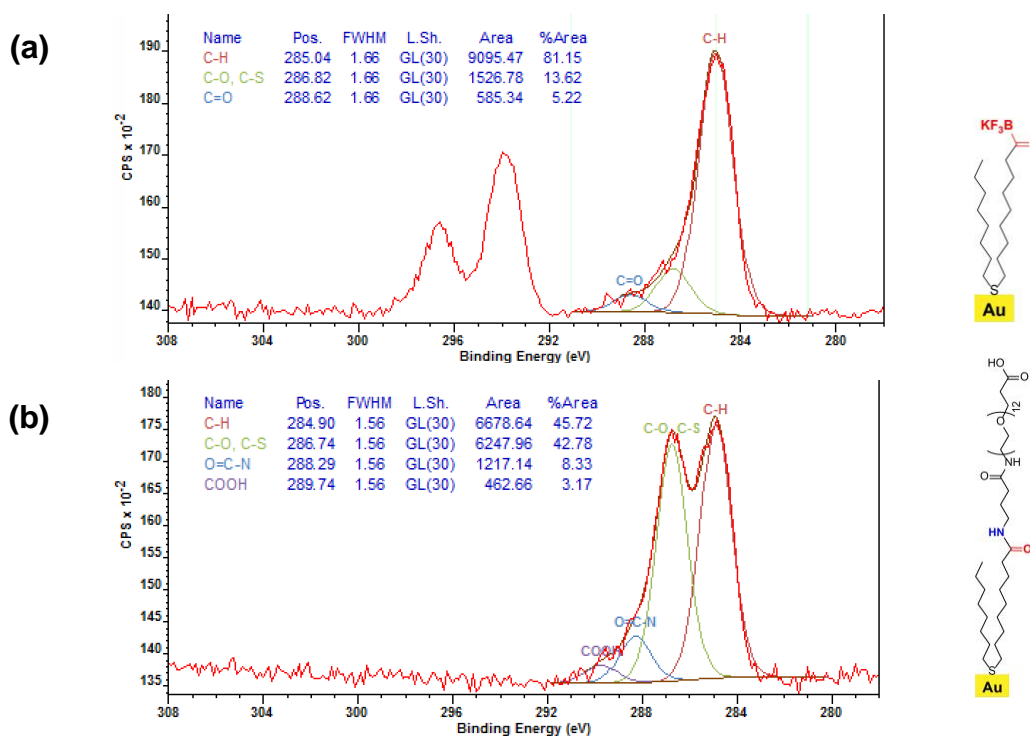 (a)
Name Pos. FWHM L.Sh. Area %Area
C-H 285.04 1.66 GL(30) 9095.47 81.15
C-O, C-S 286.82 1.66 GL(30) 1526.78 13.62
C=O 288.62 1.66 GL(30) 585.34 5.22
C-H
C=O
CPS x 10⁻²
190
180
170
160
150
140
308 304 300 296 292 288 284 280
Binding Energy (eV)
KF₃B
S
Au
(b)
Name Pos. FWHM L.Sh. Area %Area
C-H 284.90 1.56 GL(30) 6678.64 45.72
C-O, C-S 286.74 1.56 GL(30) 6247.96 42.78
O=C-N 288.29 1.56 GL(30) 1217.14 8.33
COOH 289.74 1.56 GL(30) 462.66 3.17
C-H
C-O, C-S
O=C-N
COOH
CPS x 10⁻²
180
175
170
165
160
155
150
145
140
135
308 304 300 296 292 288 284 280
Binding Energy (eV)
HO
O
O
12
NH
O
HN
O
S
Au